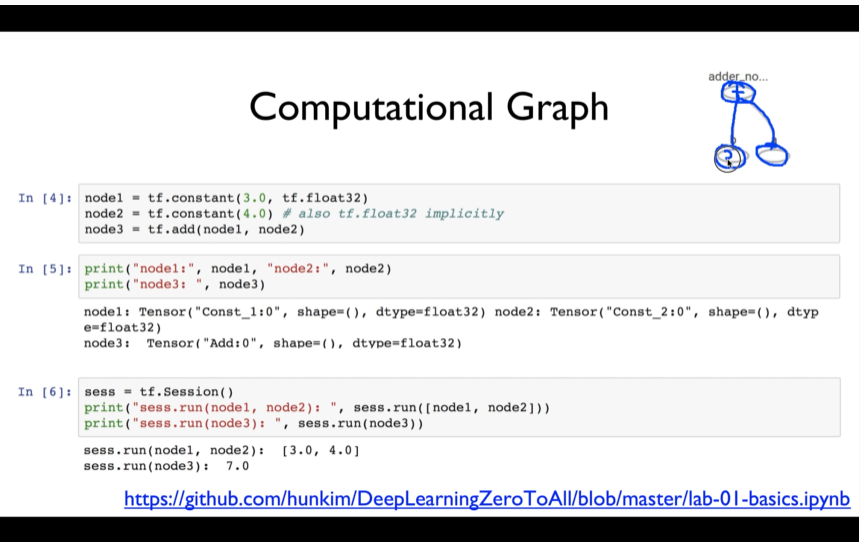 adder_no...
Computational Graph
In [4]: node1 = tf.constant(3.0, tf.float32)
node2 = tf.constant(4.0) # also tf.float32 implicitly
node3 = tf.add(node1, node2)
In [5]: print("node1:", node1, "node2:", node2)
print("node3: ", node3)
node1: Tensor("Const_1:0", shape=(), dtype=float32) node2: Tensor("Const_2:0", shape=(), dtyp
e=float32)
node3:  Tensor("Add:0", shape=(), dtype=float32)
In [6]: sess = tf.Session()
print("sess.run(node1, node2): ", sess.run([node1, node2]))
print("sess.run(node3): ", sess.run(node3))
sess.run(node1, node2):  [3.0, 4.0]
sess.run(node3):  7.0
https://github.com/hunkim/DeepLearningZeroToAll/blob/master/lab-01-basics.ipynb